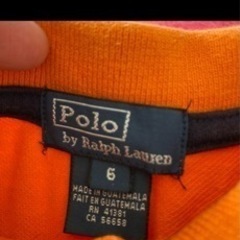 Polo
by Ralph Lauren
6
MADE IN GUATEMALA
FAIT EN GUATEMALA
RN 41381
CA 56658